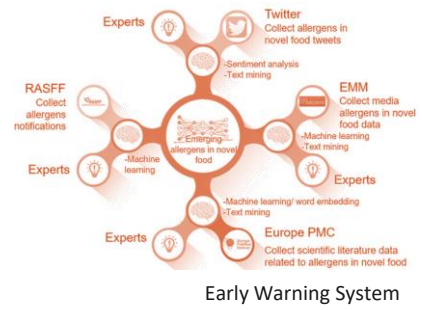 Experts
Twitter
Collect allergens in
novel food tweets
-Sentiment analysis
-Text mining
RASFF
Collect
allergens
notifications
EMM
Collect media
allergens in novel
food data
-Emerging
allergens in novel
food
-Machine learning
-Text mining
Experts
-Machine
learning
Experts
-Machine learning/ word embedding
-Text mining
Experts
Europe PMC
Collect scientific literature data
related to allergens in novel food
Early Warning System